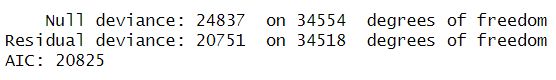 Null deviance: 24837 on 34554 degrees of freedom
Residual deviance: 20751 on 34518 degrees of freedom
AIC: 20825